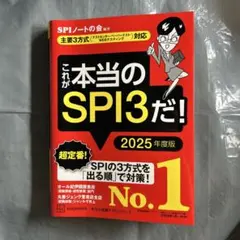 SPIノートの会 編著
主要3方式 対応
これが
本当の
SPI3だ!
2025年度版
超定番!
SPIの3方式を
「出る順」で対策!
No.1